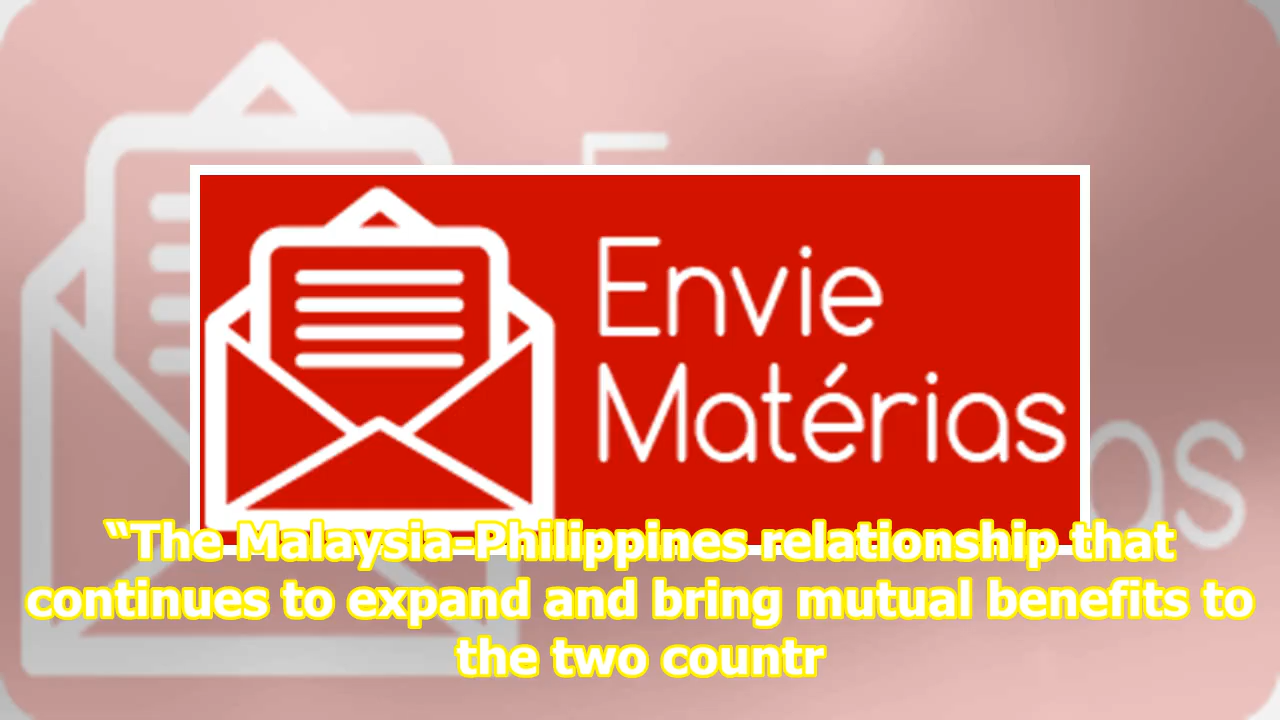 Envie
Matérias
“The Malaysia-Philippines relationship that
continues to expand and bring mutual benefits to
the two countr